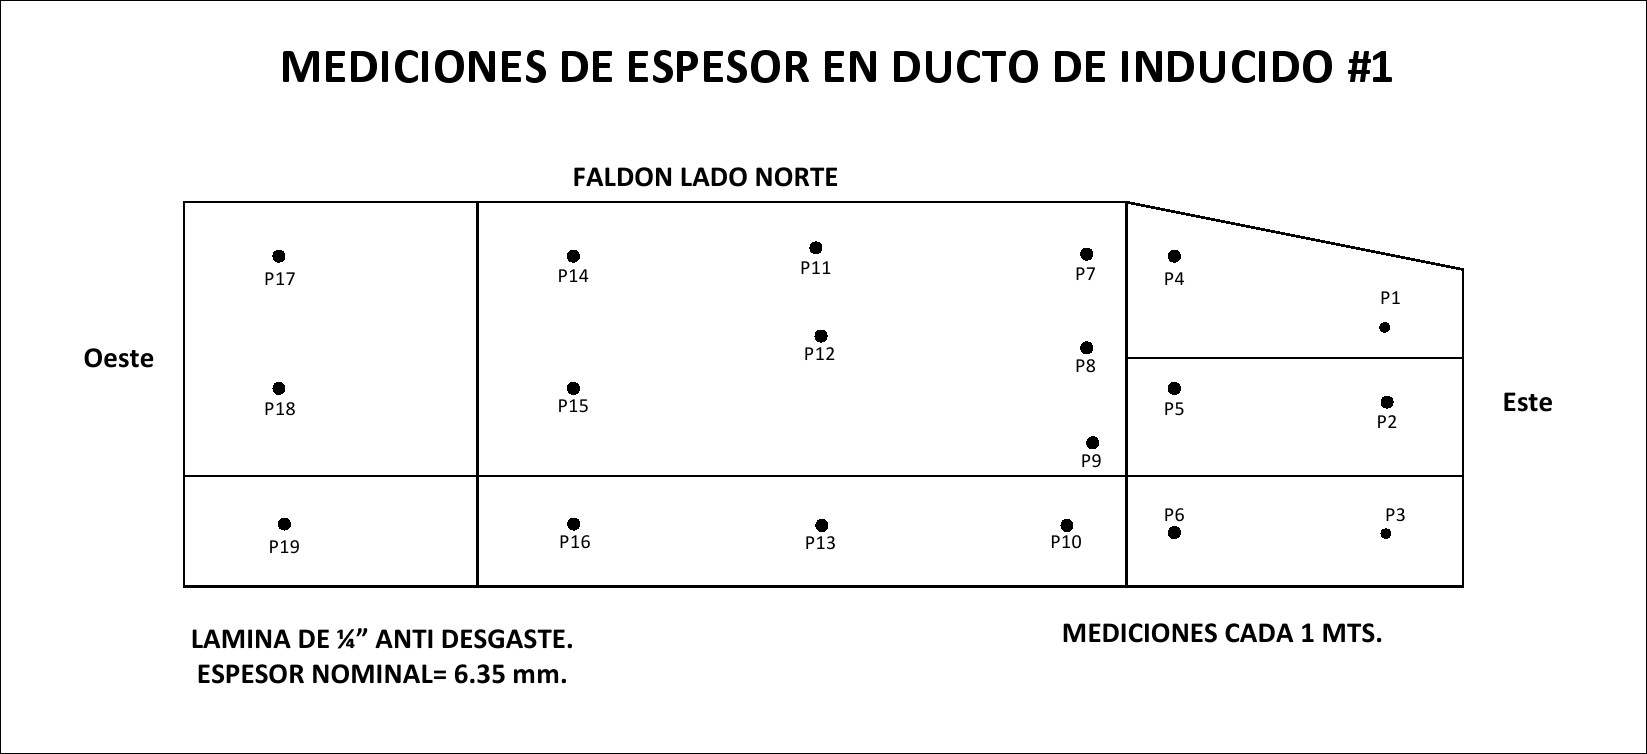 MEDICIONES DE ESPESOR EN DUCTO DE INDUCIDO #1
FALDON LADO NORTE
P17
P14
P11
P7
P4
P1
Oeste
P12
P8
P18
P15
P5
P2
Este
P9
P19
P16
P13
P10
P6
P3
LAMINA DE ¼” ANTI DESGASTE.
ESPESOR NOMINAL= 6.35 mm.
MEDICIONES CADA 1 MTS.